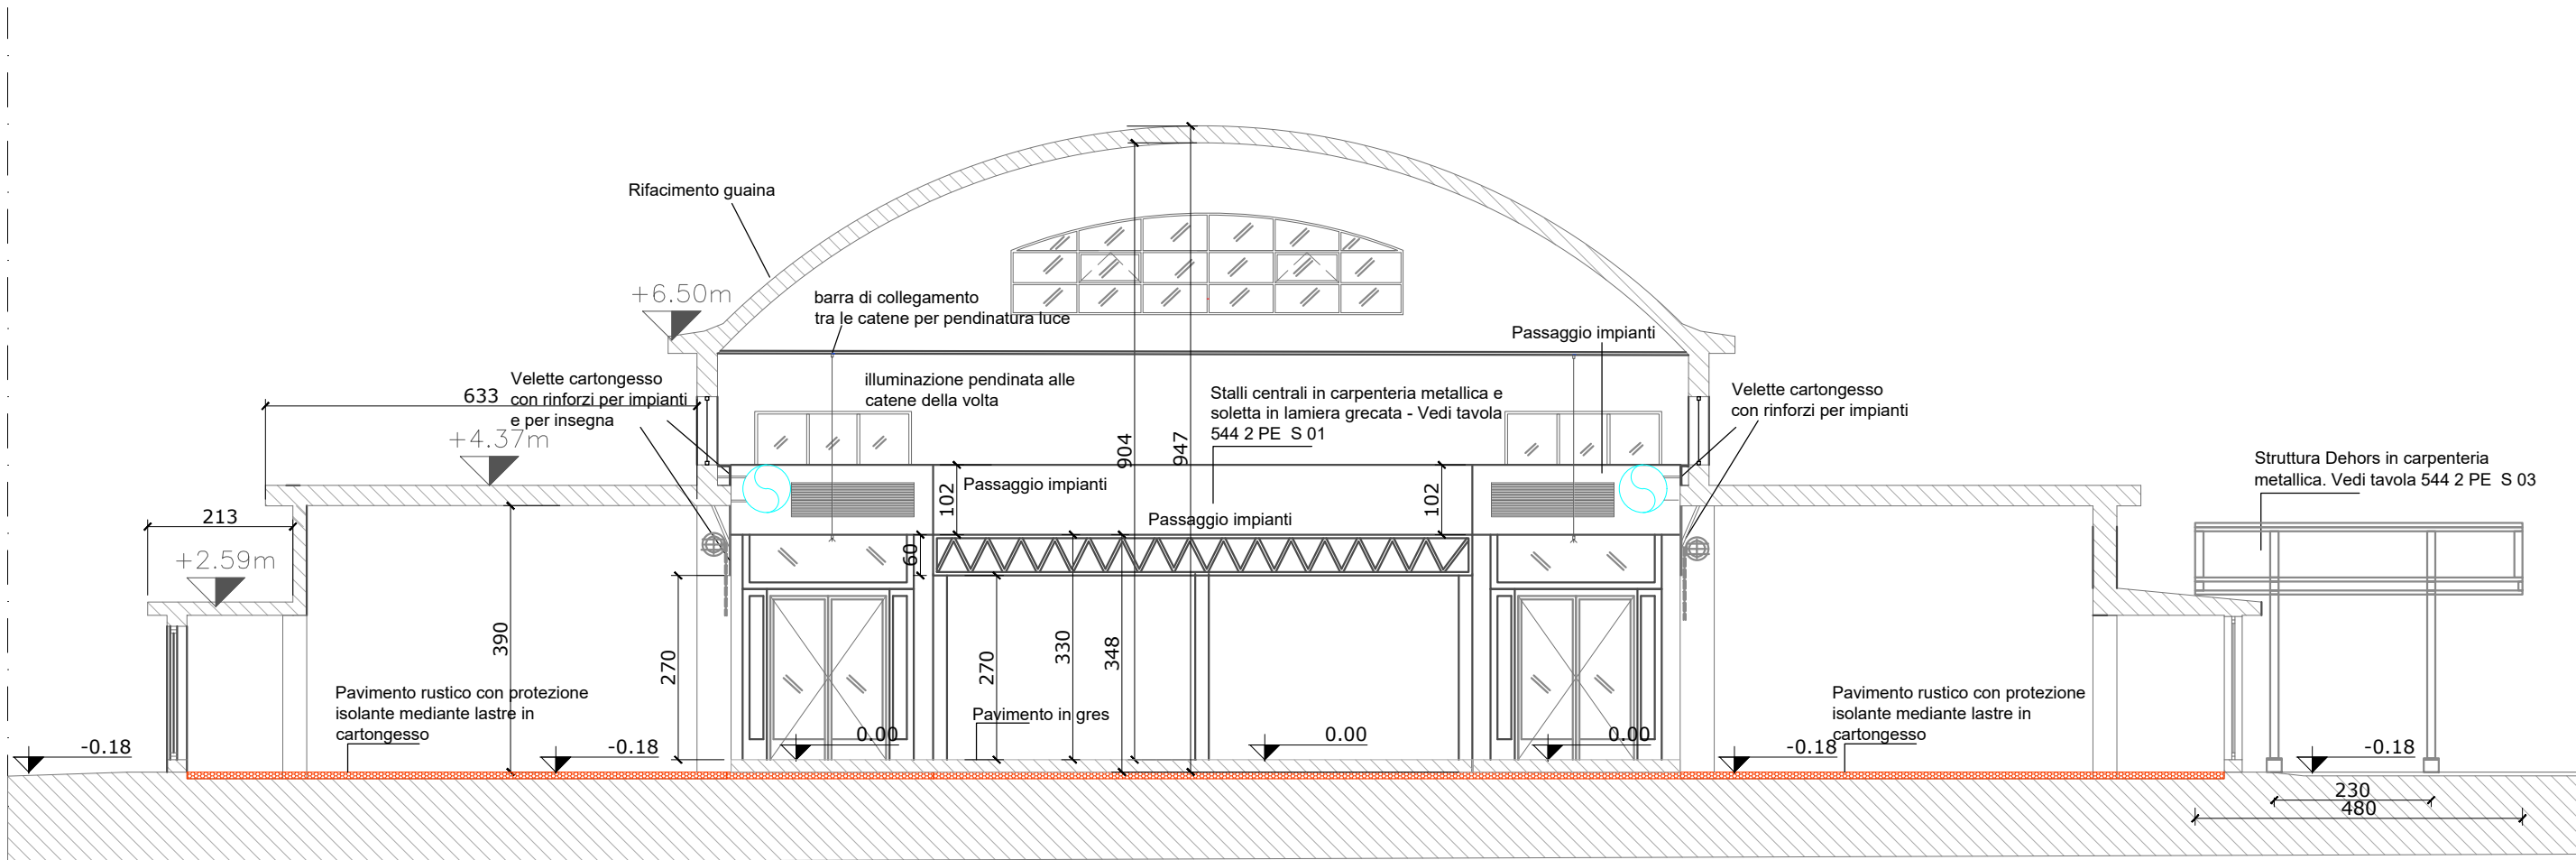 Rifacimento guaina
+6.50m
barra di collegamento
tra le catene per pendinatura luce
Passaggio impianti
Velette cartongesso
con rinforzi per impianti
e per insegna
633
illuminazione pendinata alle
catene della volta
Stalli centrali in carpenteria metallica e
soletta in lamiera grecata - Vedi tavola
544 2 PE  S 01
Velette cartongesso
con rinforzi per impianti
+4.37m
904
947
Struttura Dehors in carpenteria
metallica. Vedi tavola 544 2 PE  S 03
102
Passaggio impianti
102
213
Passaggio impianti
+2.59m
60
390
270
270
330
348
Pavimento rustico con protezione
isolante mediante lastre in
cartongesso
Pavimento in gres
Pavimento rustico con protezione
isolante mediante lastre in
cartongesso
-0.18
-0.18
0.00
0.00
0.00
-0.18
-0.18
230
480